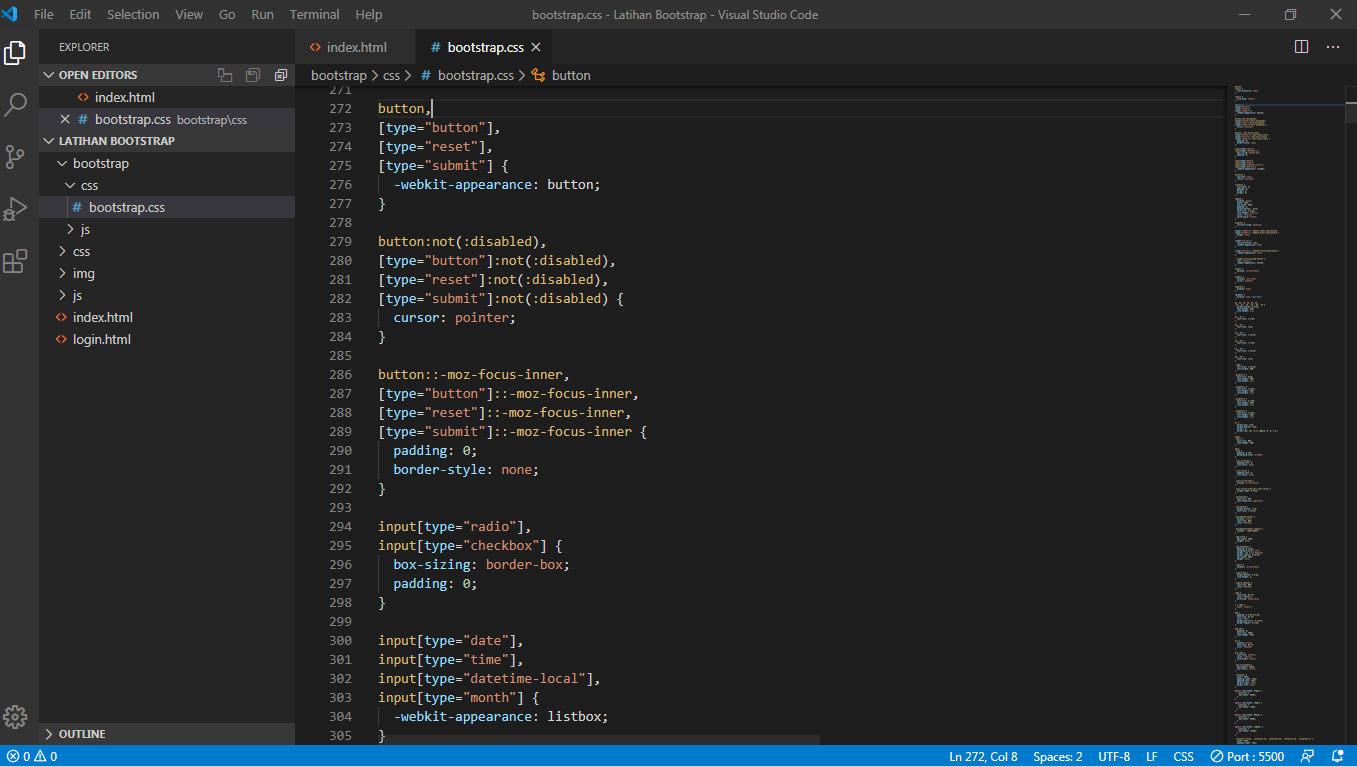 File Edit Selection View Go Run Terminal Help
bootstrap.css - Latihan Bootstrap - Visual Studio Code
EXPLORER
OPEN EDITORS
index.html
bootstrap.css bootstrap\css
LATIHAN BOOTSTRAP
bootstrap
css
# bootstrap.css
js
css
img
js
index.html
login.html
OUTLINE
index.html
# bootstrap.css
bootstrap > css > # bootstrap.css > button
271
272 button,
273 [type="button"],
274 [type="reset"],
275 [type="submit"] {
276   -webkit-appearance: button;
277 }
278
279 button:not(:disabled),
280 [type="button"]:not(:disabled),
281 [type="reset"]:not(:disabled),
282 [type="submit"]:not(:disabled) {
283   cursor: pointer;
284 }
285
286 button::-moz-focus-inner,
287 [type="button"]::-moz-focus-inner,
288 [type="reset"]::-moz-focus-inner,
289 [type="submit"]::-moz-focus-inner {
290   padding: 0;
291   border-style: none;
292 }
293
294 input[type="radio"],
295 input[type="checkbox"] {
296   box-sizing: border-box;
297   padding: 0;
298 }
299
300 input[type="date"],
301 input[type="time"],
302 input[type="datetime-local"],
303 input[type="month"] {
304   -webkit-appearance: listbox;
305 }
0 0 Ln 272, Col 8 Spaces: 2 UTF-8 LF CSS Port : 5500